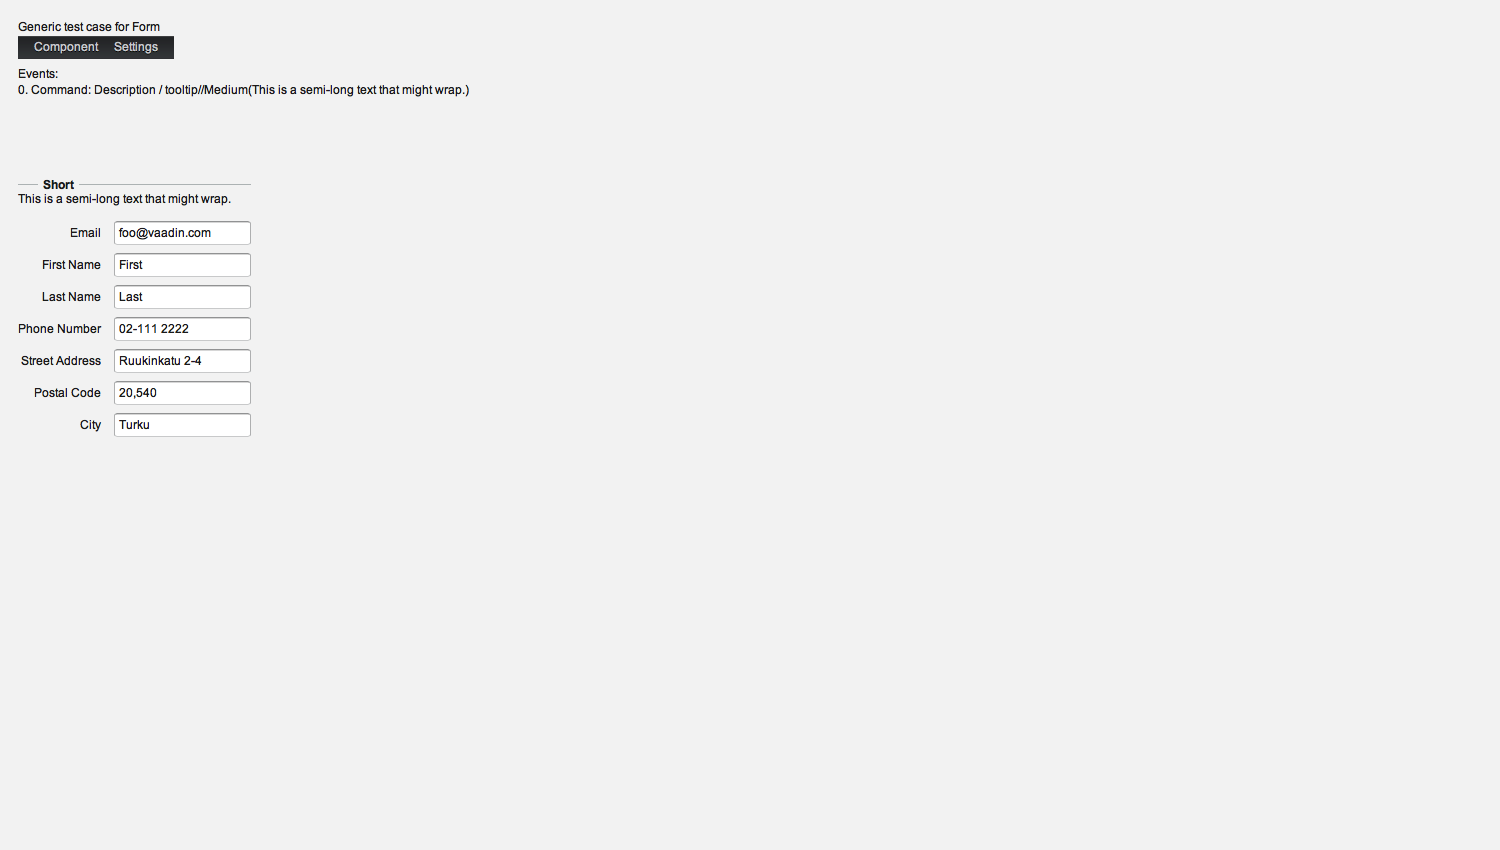 Generic test case for Form
Component Settings
Events:
0. Command: Description / tooltip//Medium(This is a semi-long text that might wrap.)
Short
This is a semi-long text that might wrap.
Email foo@vaadin.com
First Name First
Last Name Last
Phone Number 02-111 2222
Street Address Ruukinkatu 2-4
Postal Code 20,540
City Turku